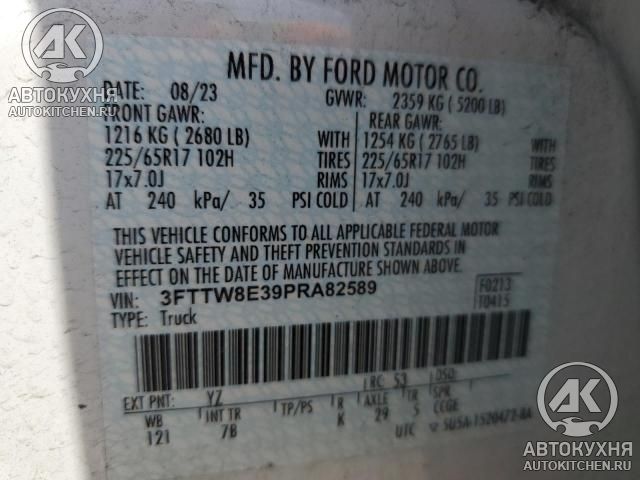 MFD. BY FORD MOTOR CO.
DATE: 08/23
GVWR: 2359 KG ( 5200 LB)
FRONT GAWR:
1216 KG ( 2680 LB) WITH
225/65R17 102H TIRES
17x7.0J RIMS
AT 240 kPa/ 35 PSI COLD
REAR GAWR:
1254 KG ( 2765 LB) WITH
225/65R17 102H TIRES
17x7.0J RIMS
AT 240 kPa/ 35 PSI COLD
THIS VEHICLE CONFORMS TO ALL APPLICABLE FEDERAL MOTOR
VEHICLE SAFETY AND THEFT PREVENTION STANDARDS IN
EFFECT ON THE DATE OF MANUFACTURE SHOWN ABOVE.
VIN: 3FTTW8E39PRA82589
TYPE: Truck
F0213
T0415
RC: 53 DSO:
EXT PNT: YZ
WB INT TR TP/PS R AXLE TR SPR
121 7B K 29 5 CCGE
UTC
АК
АВТОКУХНЯ
AUTOKITCHEN.RU
АК
АВТОКУХНЯ
AUTOKITCHEN.RU